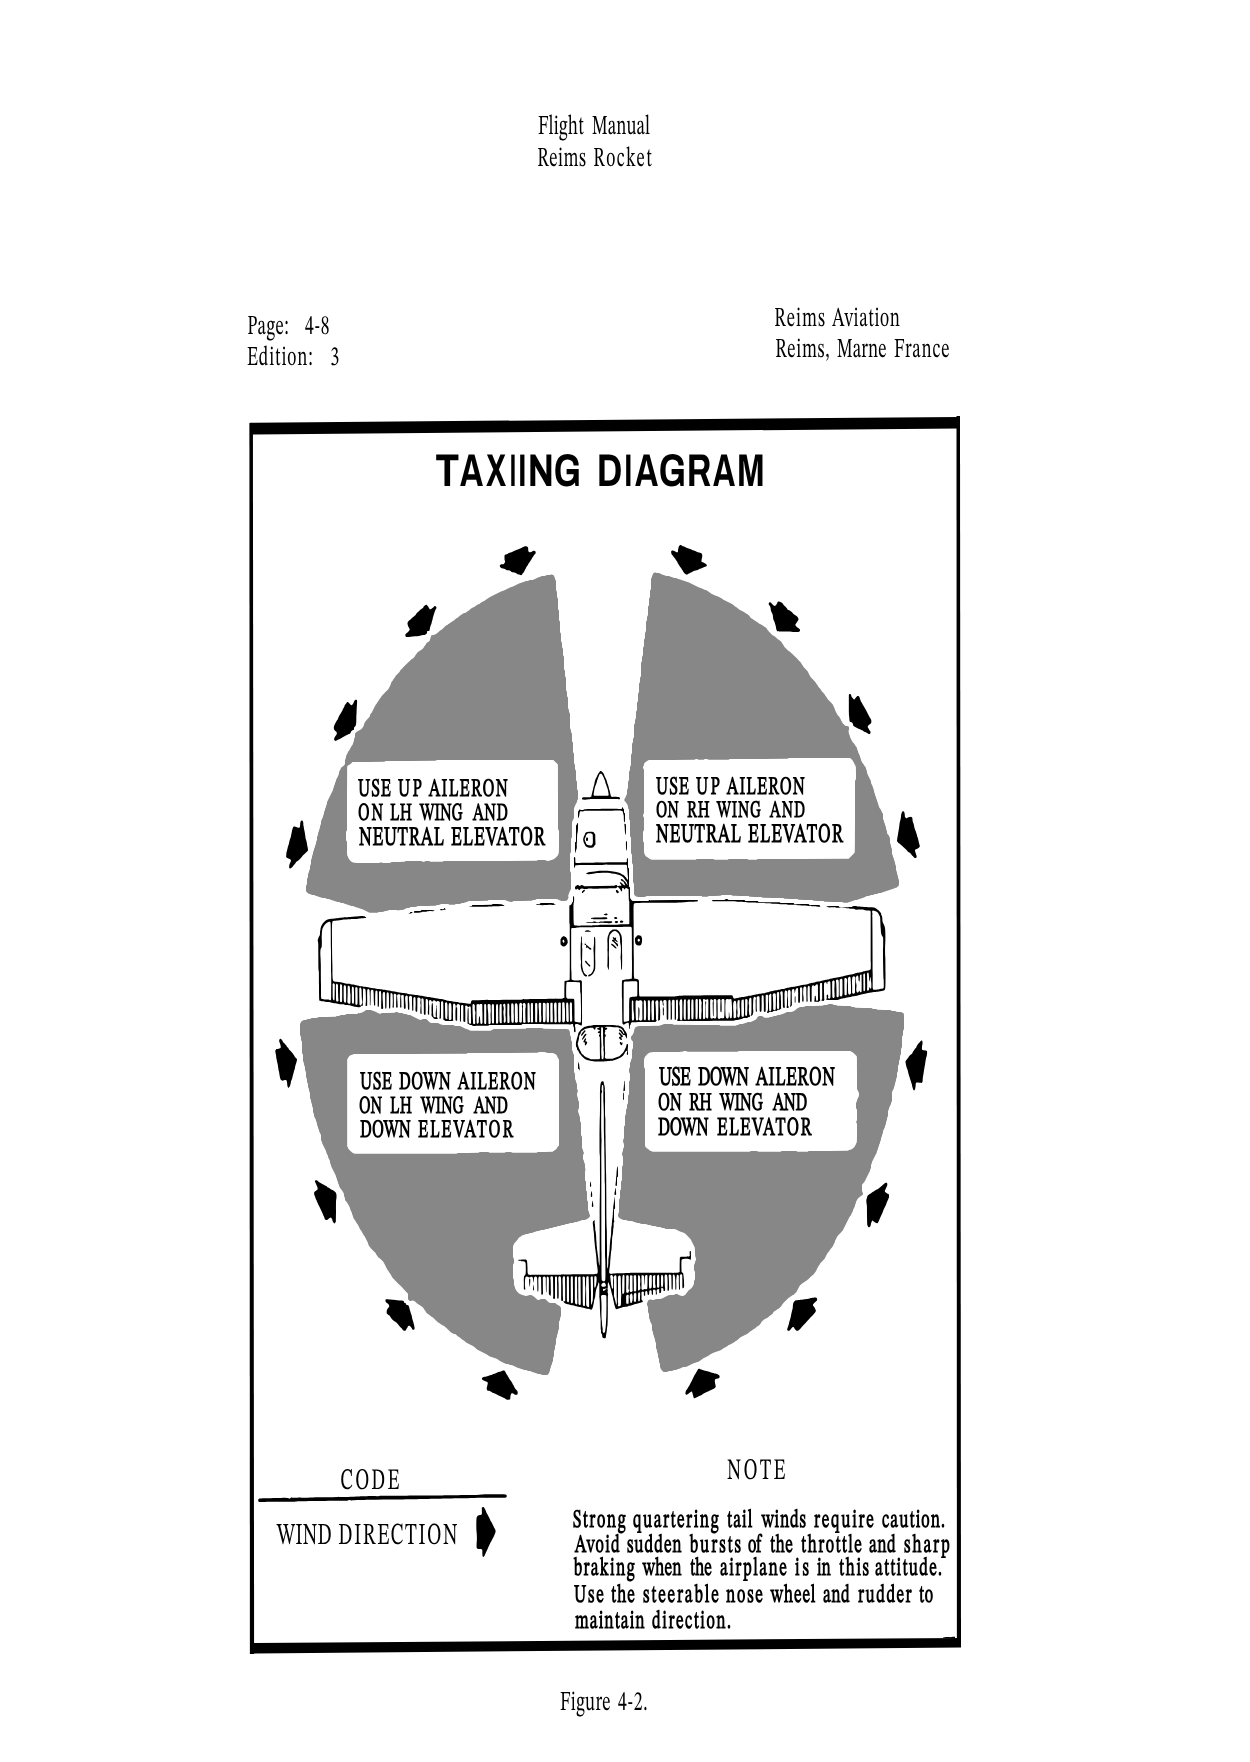 Flight Manual
Reims Rocket
Page: 4-8
Edition: 3
Reims Aviation
Reims, Marne France
TAXIING DIAGRAM
USE UP AILERON
ON LH WING AND
NEUTRAL ELEVATOR
USE UP AILERON
ON RH WING AND
NEUTRAL ELEVATOR
USE DOWN AILERON
ON LH WING AND
DOWN ELEVATOR
USE DOWN AILERON
ON RH WING AND
DOWN ELEVATOR
CODE
WIND DIRECTION
NOTE
Strong quartering tail winds require caution.
Avoid sudden bursts of the throttle and sharp
braking when the airplane is in this attitude.
Use the steerable nose wheel and rudder to
maintain direction.
Figure 4-2.